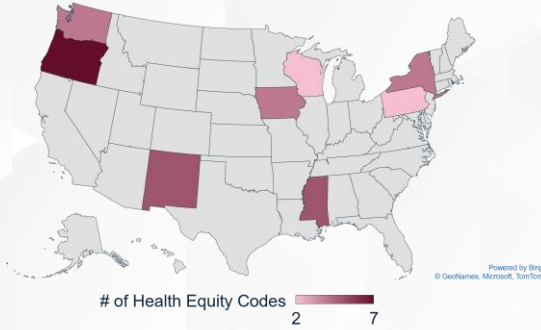 Powered by Bing
© GeoNames, Microsoft, TomTom
# of Health Equity Codes
2 7